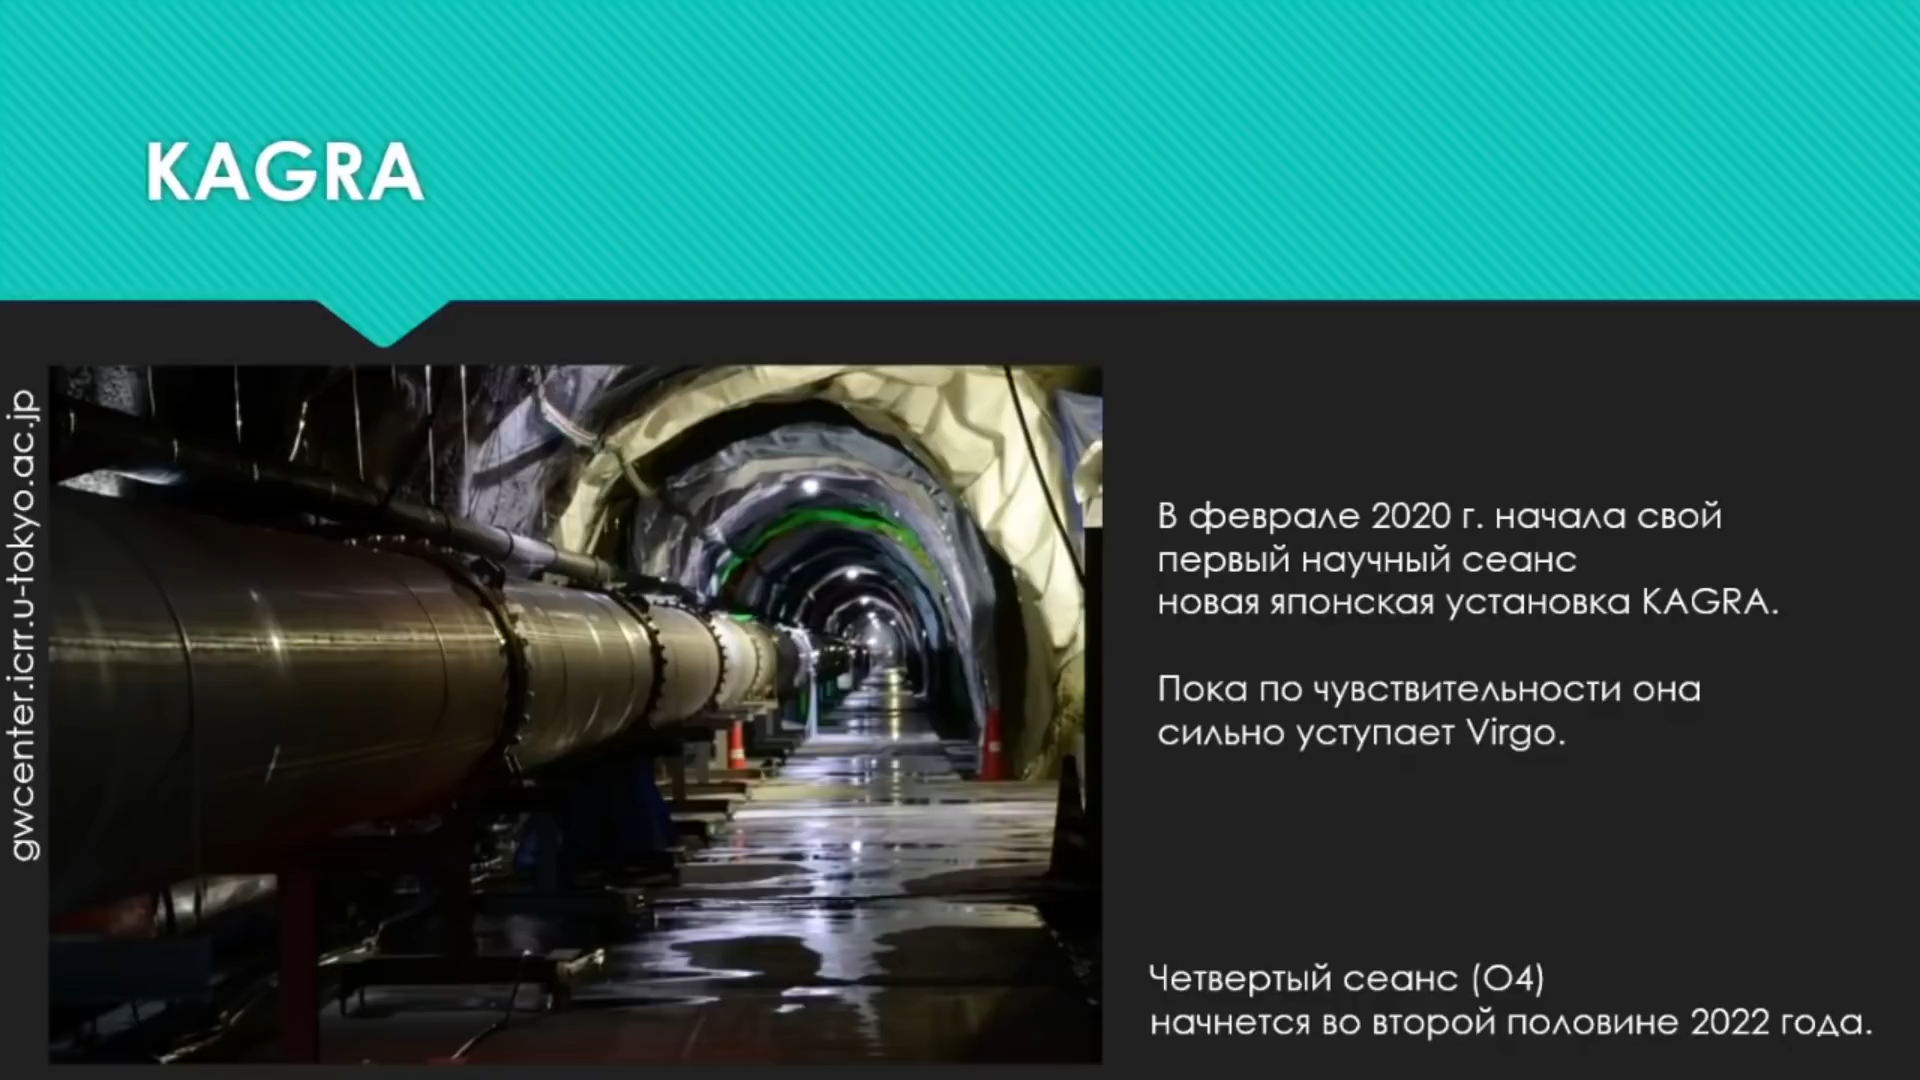 KAGRA
gwcenter.icrr.u-tokyo.ac.jp
В феврале 2020 г. начала свой
первый научный сеанс
новая японская установка KAGRA.
Пока по чувствительности она
сильно уступает Virgo.
Четвертый сеанс (O4)
начнется во второй половине 2022 года.